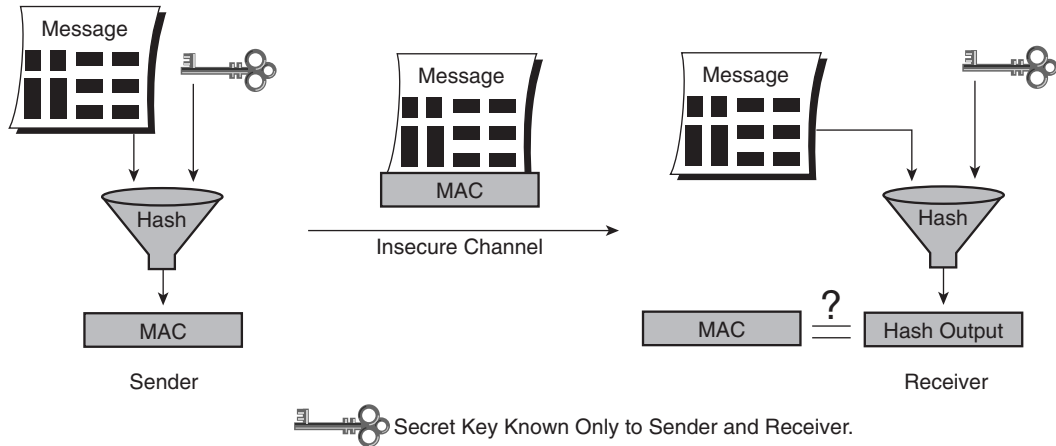 Message
Message
Message
MAC
Hash
Hash
Insecure Channel
MAC
MAC
?
Hash Output
Sender
Receiver
Secret Key Known Only to Sender and Receiver.